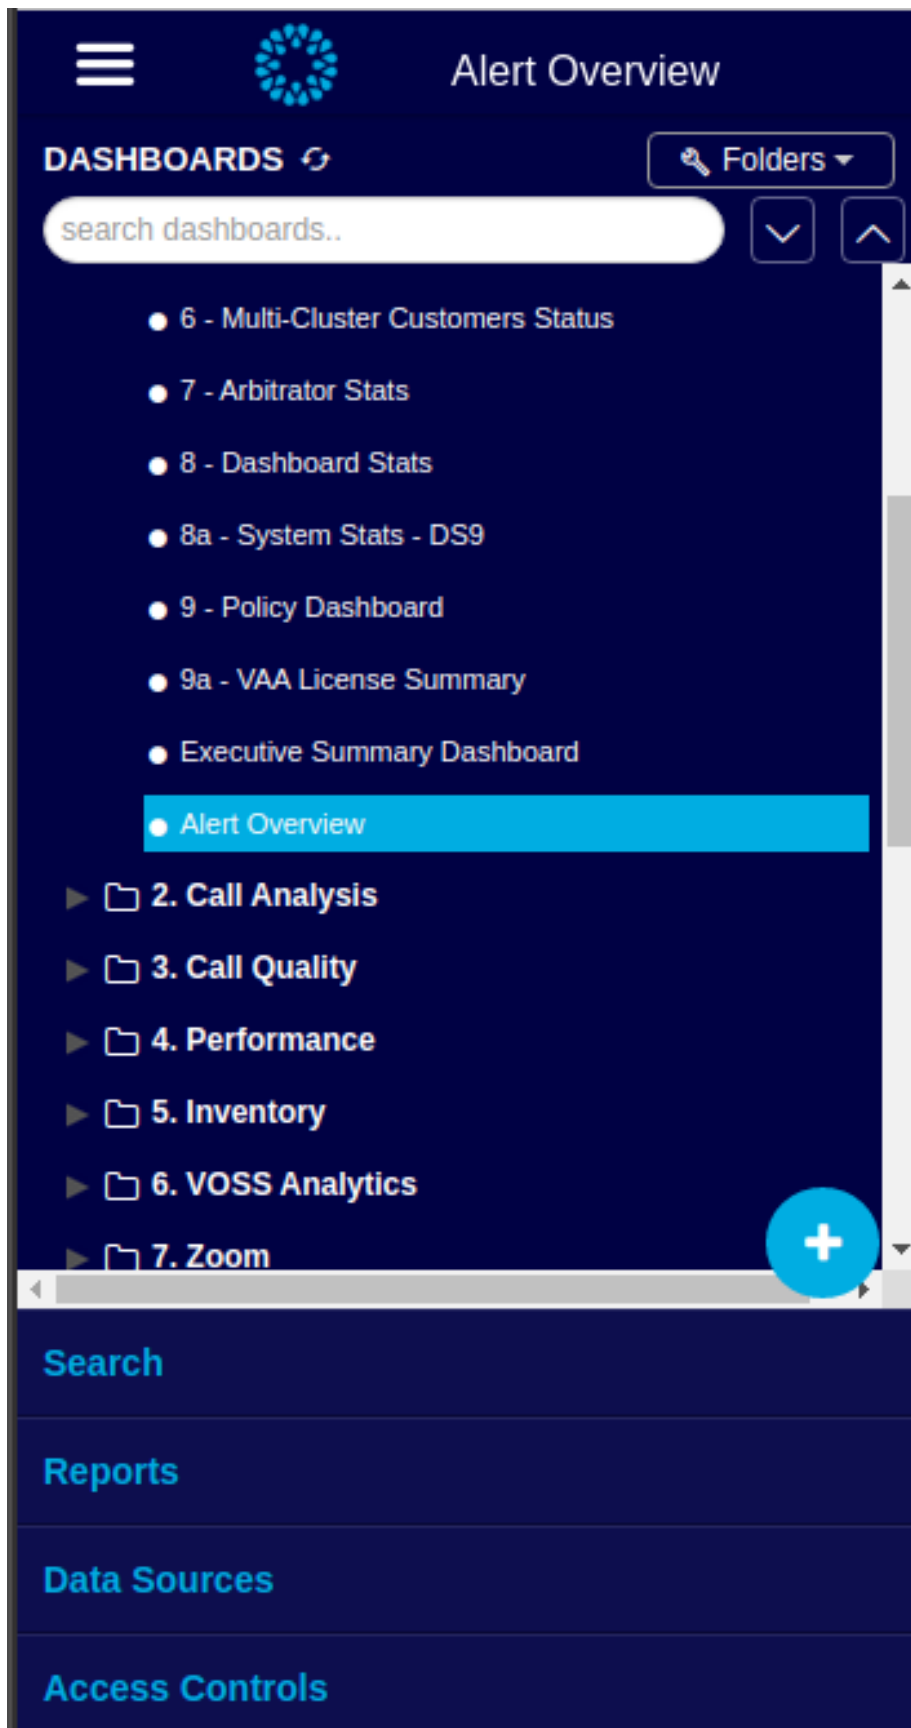 Alert Overview
DASHBOARDS
Folders
search dashboards..
6 - Multi-Cluster Customers Status
7 - Arbitrator Stats
8 - Dashboard Stats
8a - System Stats - DS9
9 - Policy Dashboard
9a - VAA License Summary
Executive Summary Dashboard
Alert Overview
2. Call Analysis
3. Call Quality
4. Performance
5. Inventory
6. VOSS Analytics
7. Zoom
Search
Reports
Data Sources
Access Controls